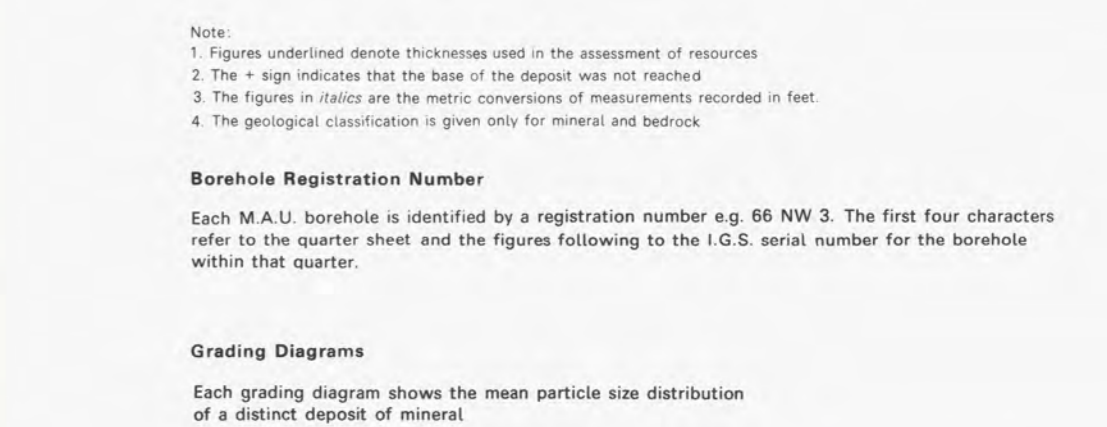 Note:
1. Figures underlined denote thicknesses used in the assessment of resources
2. The + sign indicates that the base of the deposit was not reached
3. The figures in italics are the metric conversions of measurements recorded in feet.
4. The geological classification is given only for mineral and bedrock
Borehole Registration Number
Each M.A.U. borehole is identified by a registration number e.g. 66 NW 3. The first four characters
refer to the quarter sheet and the figures following to the I.G.S. serial number for the borehole
within that quarter.
Grading Diagrams
Each grading diagram shows the mean particle size distribution
of a distinct deposit of mineral